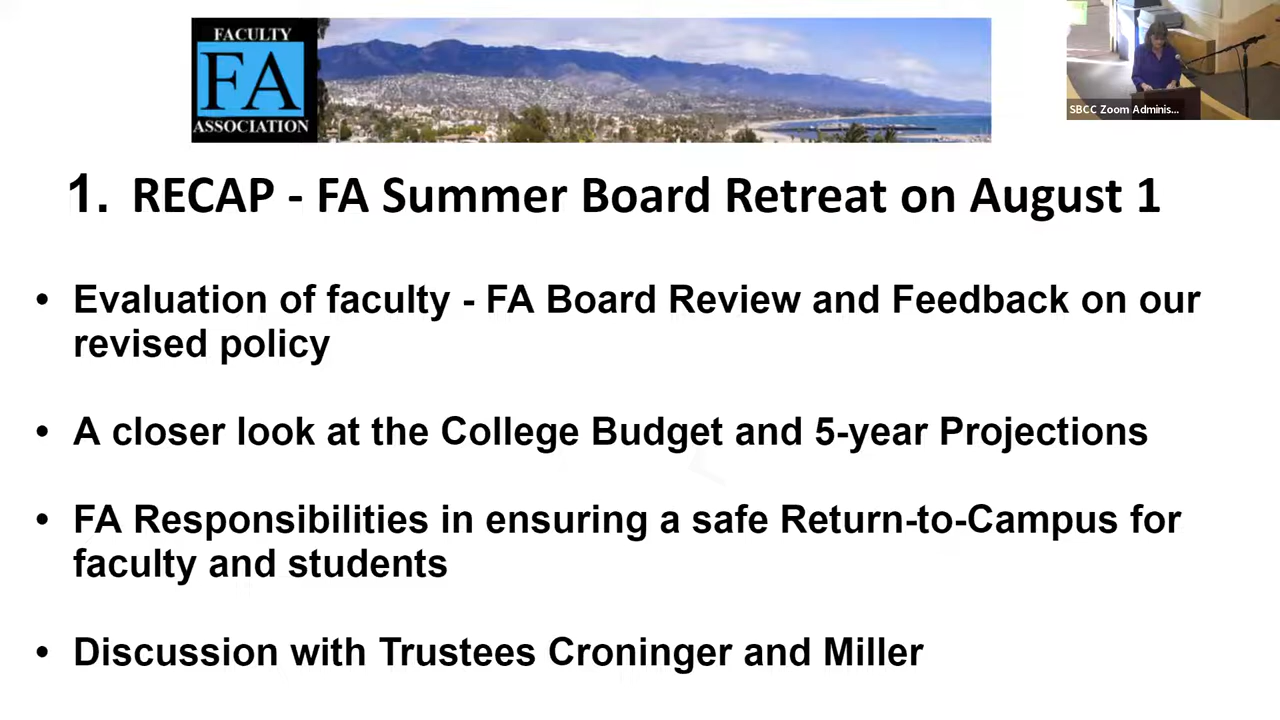 FACULTY
FA
ASSOCIATION
SBCC Zoom Adminis...
1. RECAP - FA Summer Board Retreat on August 1
• Evaluation of faculty - FA Board Review and Feedback on our
revised policy
• A closer look at the College Budget and 5-year Projections
• FA Responsibilities in ensuring a safe Return-to-Campus for
faculty and students
• Discussion with Trustees Croninger and Miller